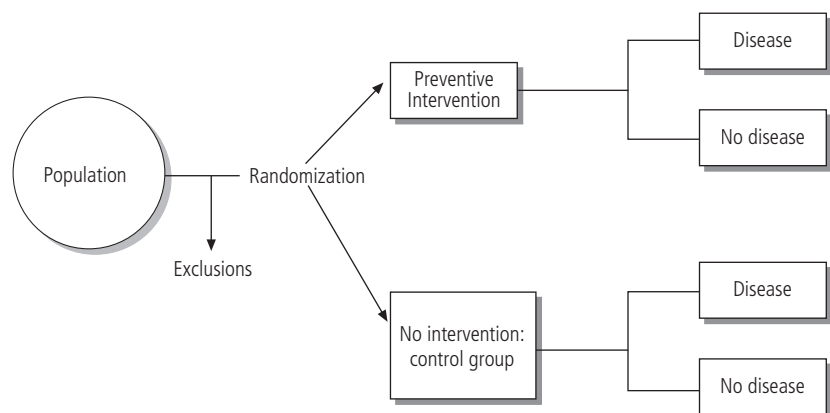 Population
Exclusions
Randomization
Preventive
Intervention
Disease
No disease
No intervention:
control group
Disease
No disease